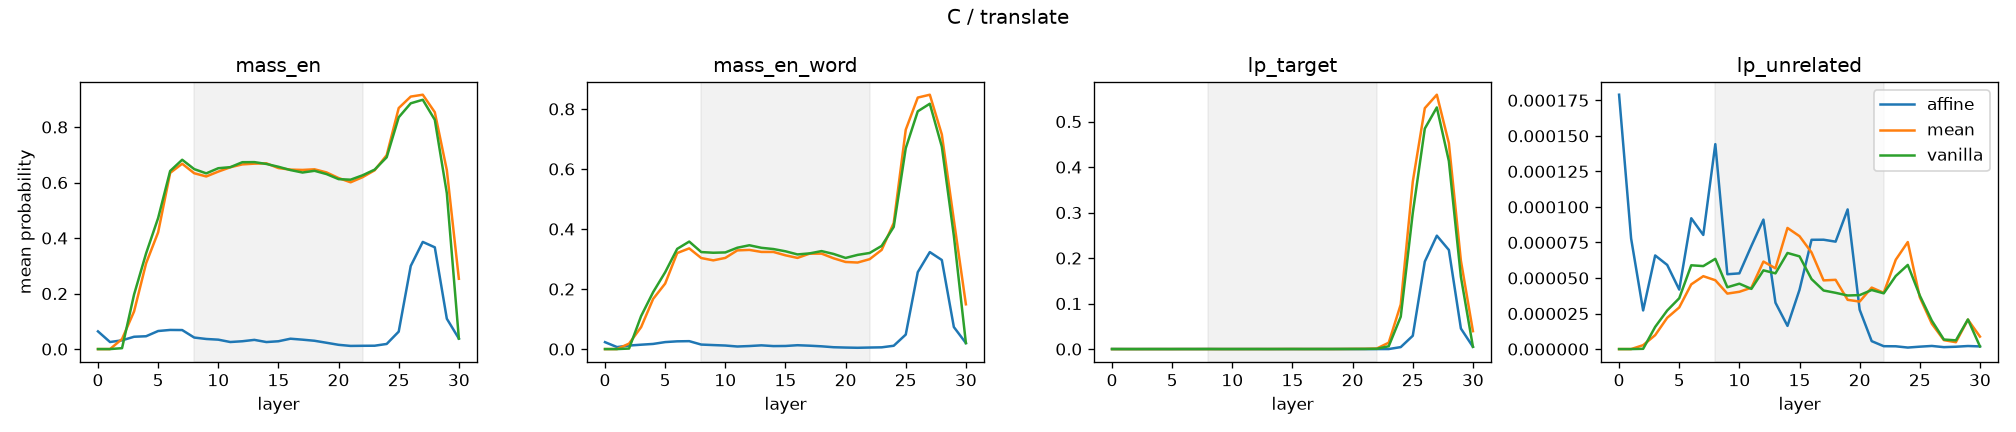 C / translate
mass_en
mean probability
0.8
0.6
0.4
0.2
0.0
0 5 10 15 20 25 30
layer
mass_en_word
0.8
0.6
0.4
0.2
0.0
0 5 10 15 20 25 30
layer
lp_target
0.5
0.4
0.3
0.2
0.1
0.0
0 5 10 15 20 25 30
layer
lp_unrelated
0.000175
0.000150
0.000125
0.000100
0.000075
0.000050
0.000025
0.000000
affine
mean
vanilla
0 5 10 15 20 25 30
layer